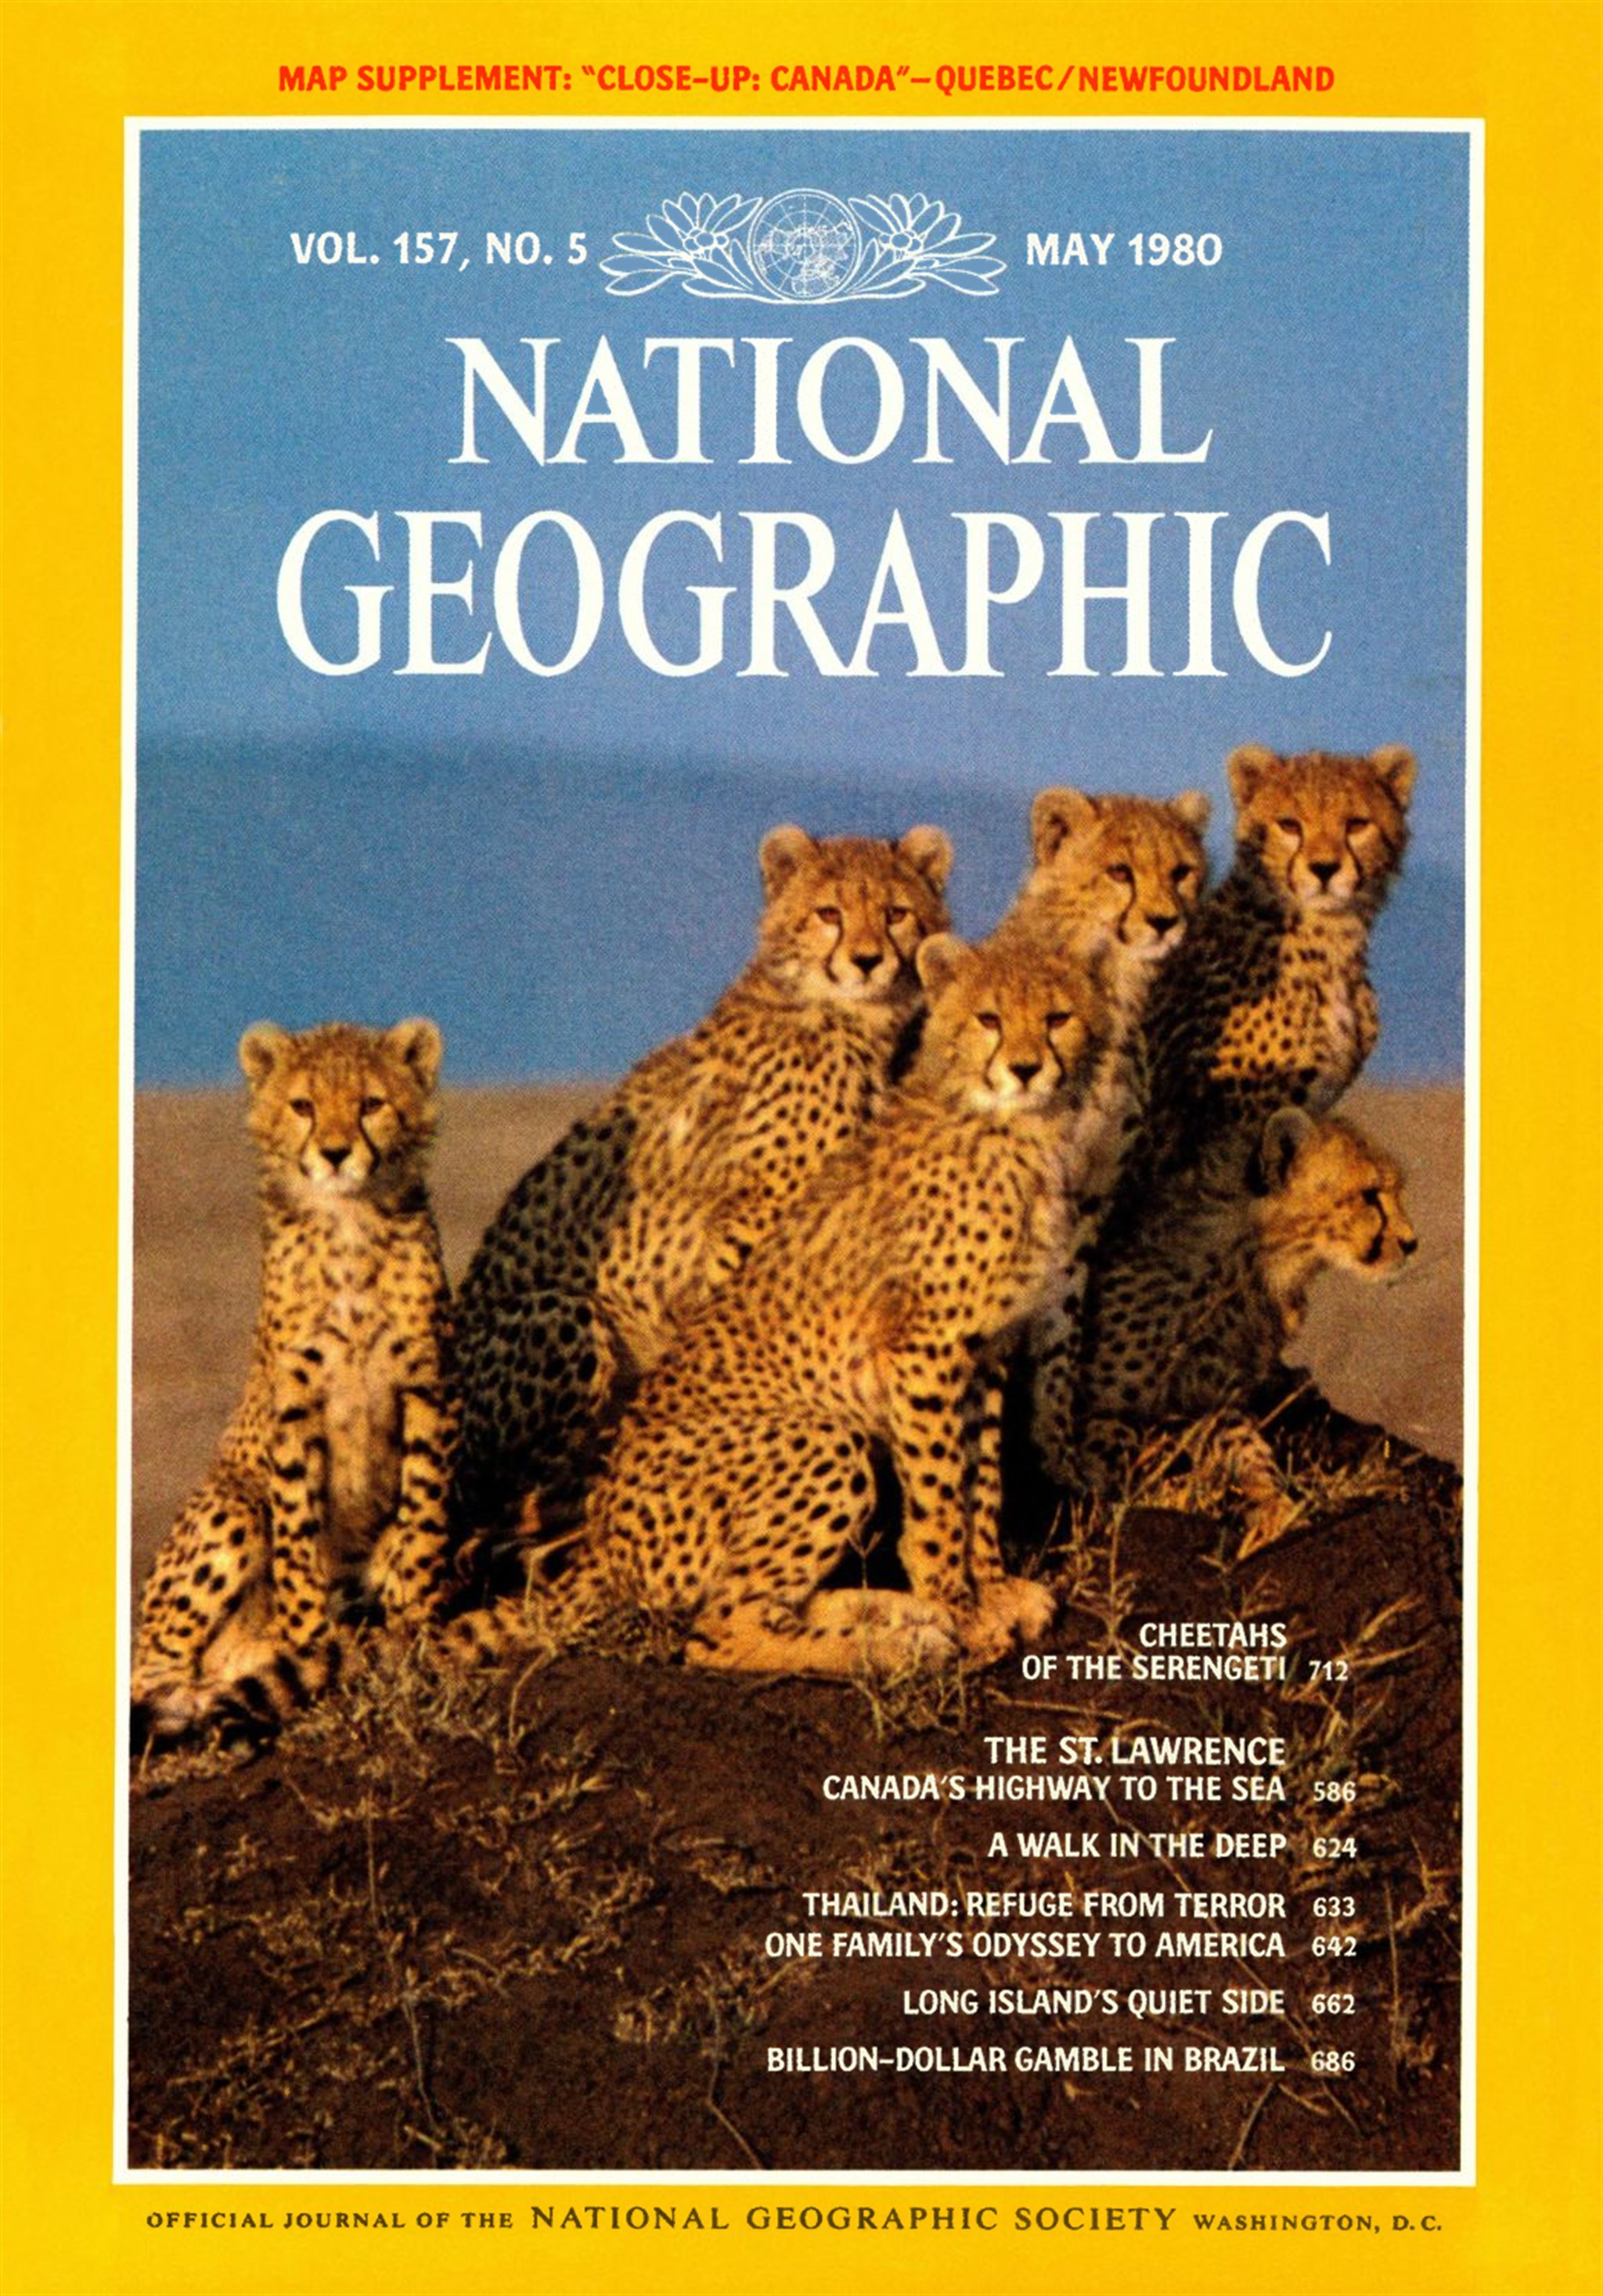 MAP SUPPLEMENT: "CLOSE-UP: CANADA"—QUEBEC/NEWFOUNDLAND
VOL. 157, NO. 5 MAY 1980
NATIONAL
GEOGRAPHIC
CHEETAHS
OF THE SERENGETI 712
THE ST. LAWRENCE
CANADA'S HIGHWAY TO THE SEA 586
A WALK IN THE DEEP 624
THAILAND: REFUGE FROM TERROR 633
ONE FAMILY'S ODYSSEY TO AMERICA 642
LONG ISLAND'S QUIET SIDE 662
BILLION-DOLLAR GAMBLE IN BRAZIL 686
OFFICIAL JOURNAL OF THE NATIONAL GEOGRAPHIC SOCIETY WASHINGTON, D.C.